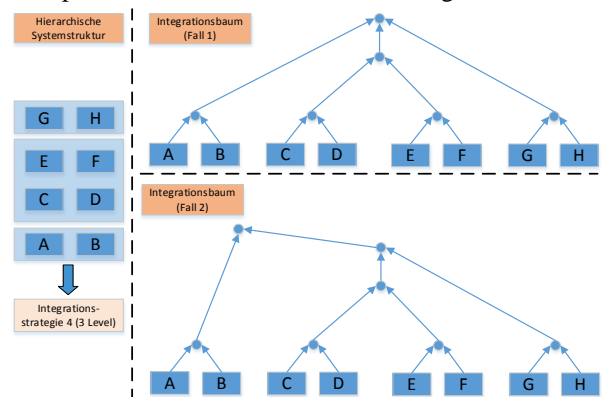 Hierarchische
Systemstruktur
G H
E F
C D
A B
Integrations-
strategie 4 (3 Level)
Integrationsbaum
(Fall 1)
A B C D E F G H
Integrationsbaum
(Fall 2)
A B C D E F G H